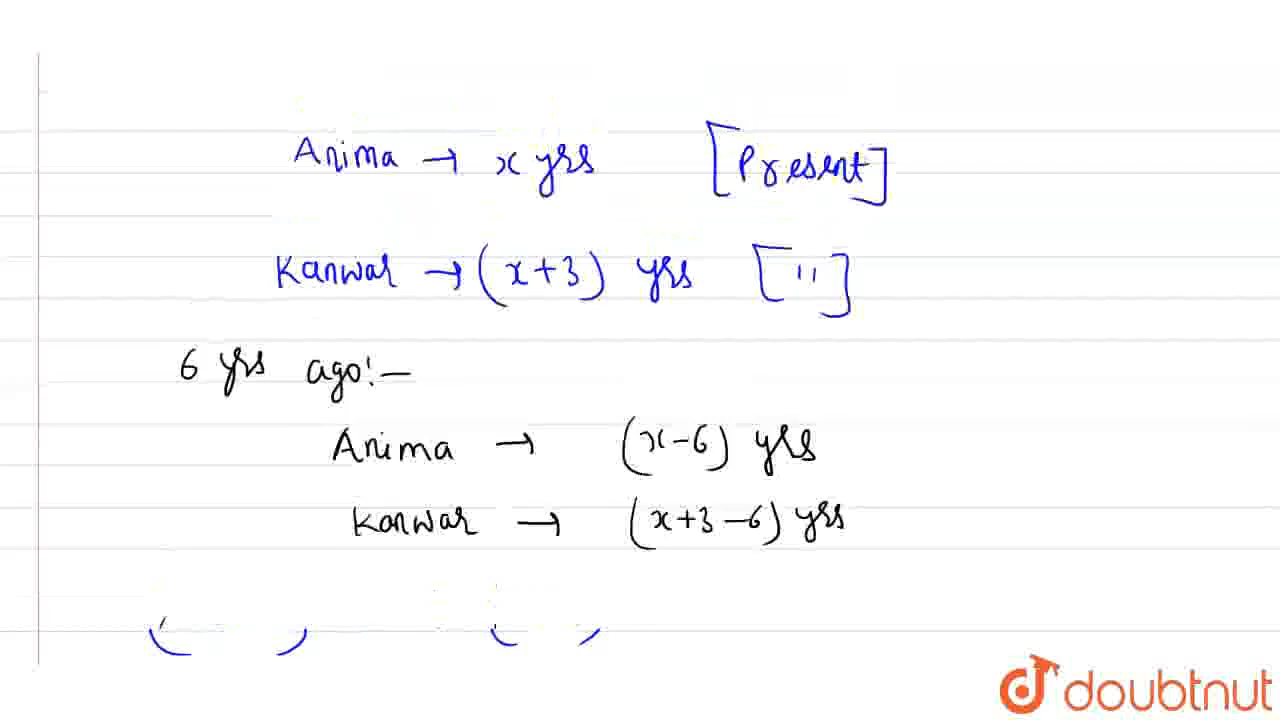 Anima → x yrs [Present]
Kanwar → (x+3) yrs ["]
6 yrs ago:-
Anima → (x-6) yrs
Kanwar → (x+3-6) yrs
doubtnut